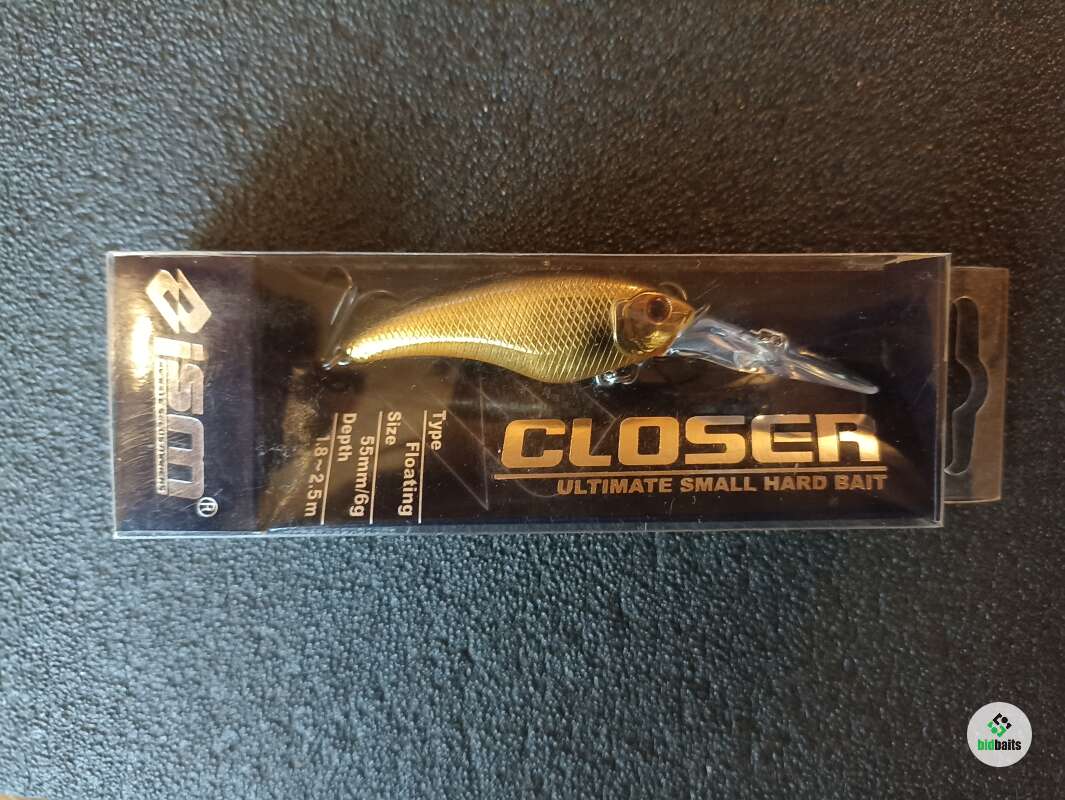 ism®
CLOSER
ULTIMATE SMALL HARD BAIT
Type
Floating
Size
55mm/6g
Depth
1.8~2.5m
bidbaits